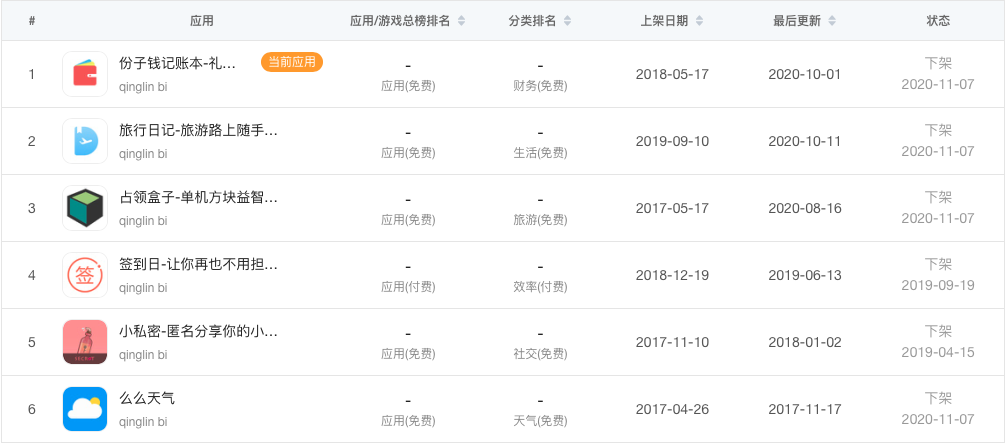 # 应用 应用/游戏总榜排名 分类排名 上架日期 最后更新 状态
1 份子钱记账本-礼... 当前应用 - - 2018-05-17 2020-10-01 下架
qinglin bi 应用(免费) 财务(免费) 2020-11-07
2 旅行日记-旅游路上随手... - - 2019-09-10 2020-10-11 下架
qinglin bi 应用(免费) 生活(免费) 2020-11-07
3 占领盒子-单机方块益智... - - 2017-05-17 2020-08-16 下架
qinglin bi 应用(免费) 旅游(免费) 2020-11-07
4 签 签到日-让你再也不用担... - - 2018-12-19 2019-06-13 下架
qinglin bi 应用(付费) 效率(付费) 2019-09-19
5 小私密-匿名分享你的小... - - 2017-11-10 2018-01-02 下架
qinglin bi 应用(免费) 社交(免费) 2019-04-15
6 么么天气 - - 2017-04-26 2017-11-17 下架
qinglin bi 应用(免费) 天气(免费) 2020-11-07